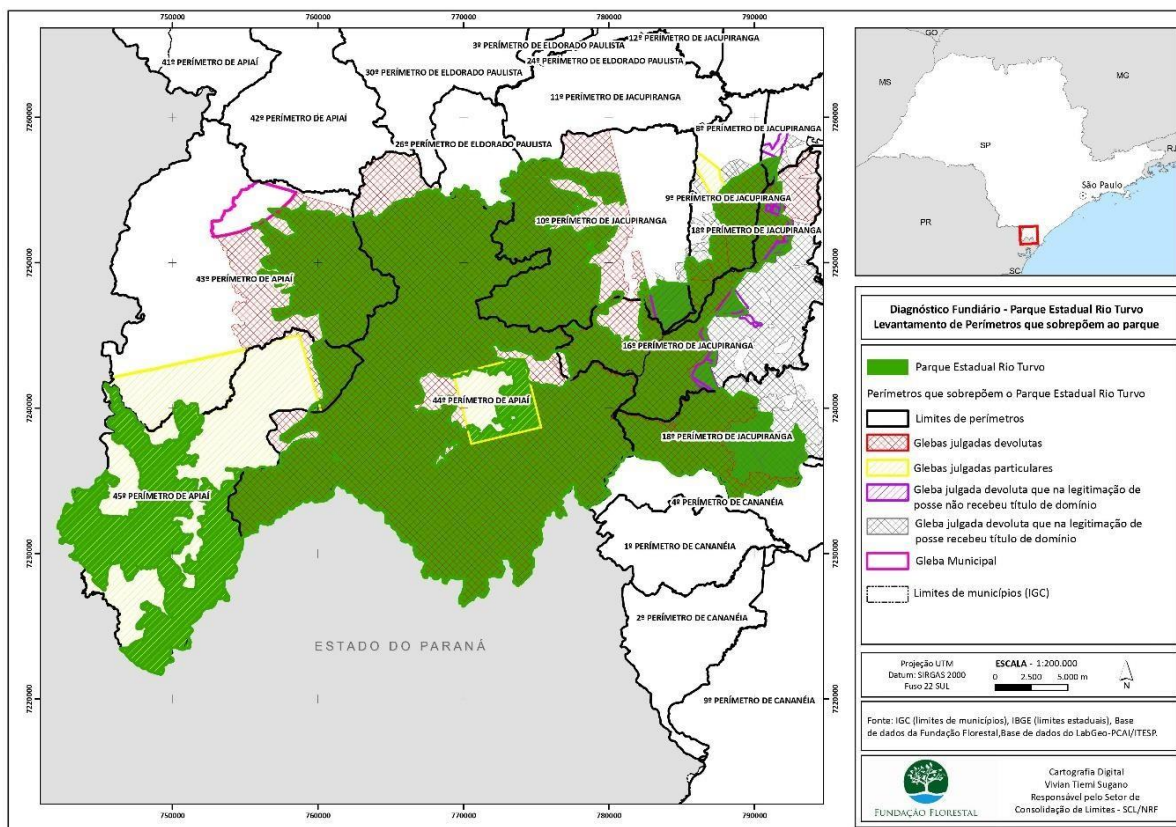 750000
760000
770000
780000
790000
12º PERÍMETRO DE JACUPIRANGA
3º PERÍMETRO DE ELDORADO PAULISTA
41º PERÍMETRO DE APIAÍ
24º PERÍMETRO DE ELDORADO PAULISTA
30º PERÍMETRO DE ELDORADO PAULISTA
11º PERÍMETRO DE JACUPIRANGA
42º PERÍMETRO DE APIAÍ
8º PERÍMETRO DE JACUPIRANGA
26º PERÍMETRO DE ELDORADO PAULISTA
9º PERÍMETRO DE JACUPIRANGA
10º PERÍMETRO DE JACUPIRANGA
18º PERÍMETRO DE JACUPIRANGA
43º PERÍMETRO DE APIAÍ
16º PERÍMETRO DE JACUPIRANGA
44º PERÍMETRO DE APIAÍ
18º PERÍMETRO DE JACUPIRANGA
45º PERÍMETRO DE APIAÍ
4º PERÍMETRO DE CANANÉIA
1º PERÍMETRO DE CANANÉIA
2º PERÍMETRO DE CANANÉIA
ESTADO DO PARANÁ
9º PERÍMETRO DE CANANÉIA
7260000
7250000
7240000
7230000
7220000
7260000
7250000
7240000
7230000
7220000
750000
760000
770000
780000
790000
GO
MS
MG
SP
RJ
São Paulo
PR
SC
Diagnóstico Fundiário - Parque Estadual Rio Turvo
Levantamento de Perímetros que sobrepõem ao parque
Parque Estadual Rio Turvo
Perímetros que sobrepõem o Parque Estadual Rio Turvo
Limites de perímetros
Glebas julgadas devolutas
Glebas julgadas particulares
Gleba julgada devoluta que na legitimação de
posse não recebeu título de domínio
Gleba julgada devoluta que na legitimação de
posse recebeu título de domínio
Gleba Municipal
Limites de municípios (IGC)
Projeção UTM
Datum: SIRGAS 2000
Fuso 22 SUL
ESCALA - 1:200.000
0 2.500 5.000 m
N
Fonte: IGC (limites de municípios), IBGE (limites estaduais), Base
de dados da Fundação Florestal,Base de dados do LabGeo-PCAI/ITESP.
FUNDAÇÃO FLORESTAL
Cartografia Digital
Vivian Tiemi Sugano
Responsável pelo Setor de
Consolidação de Limites - SCL/NRF